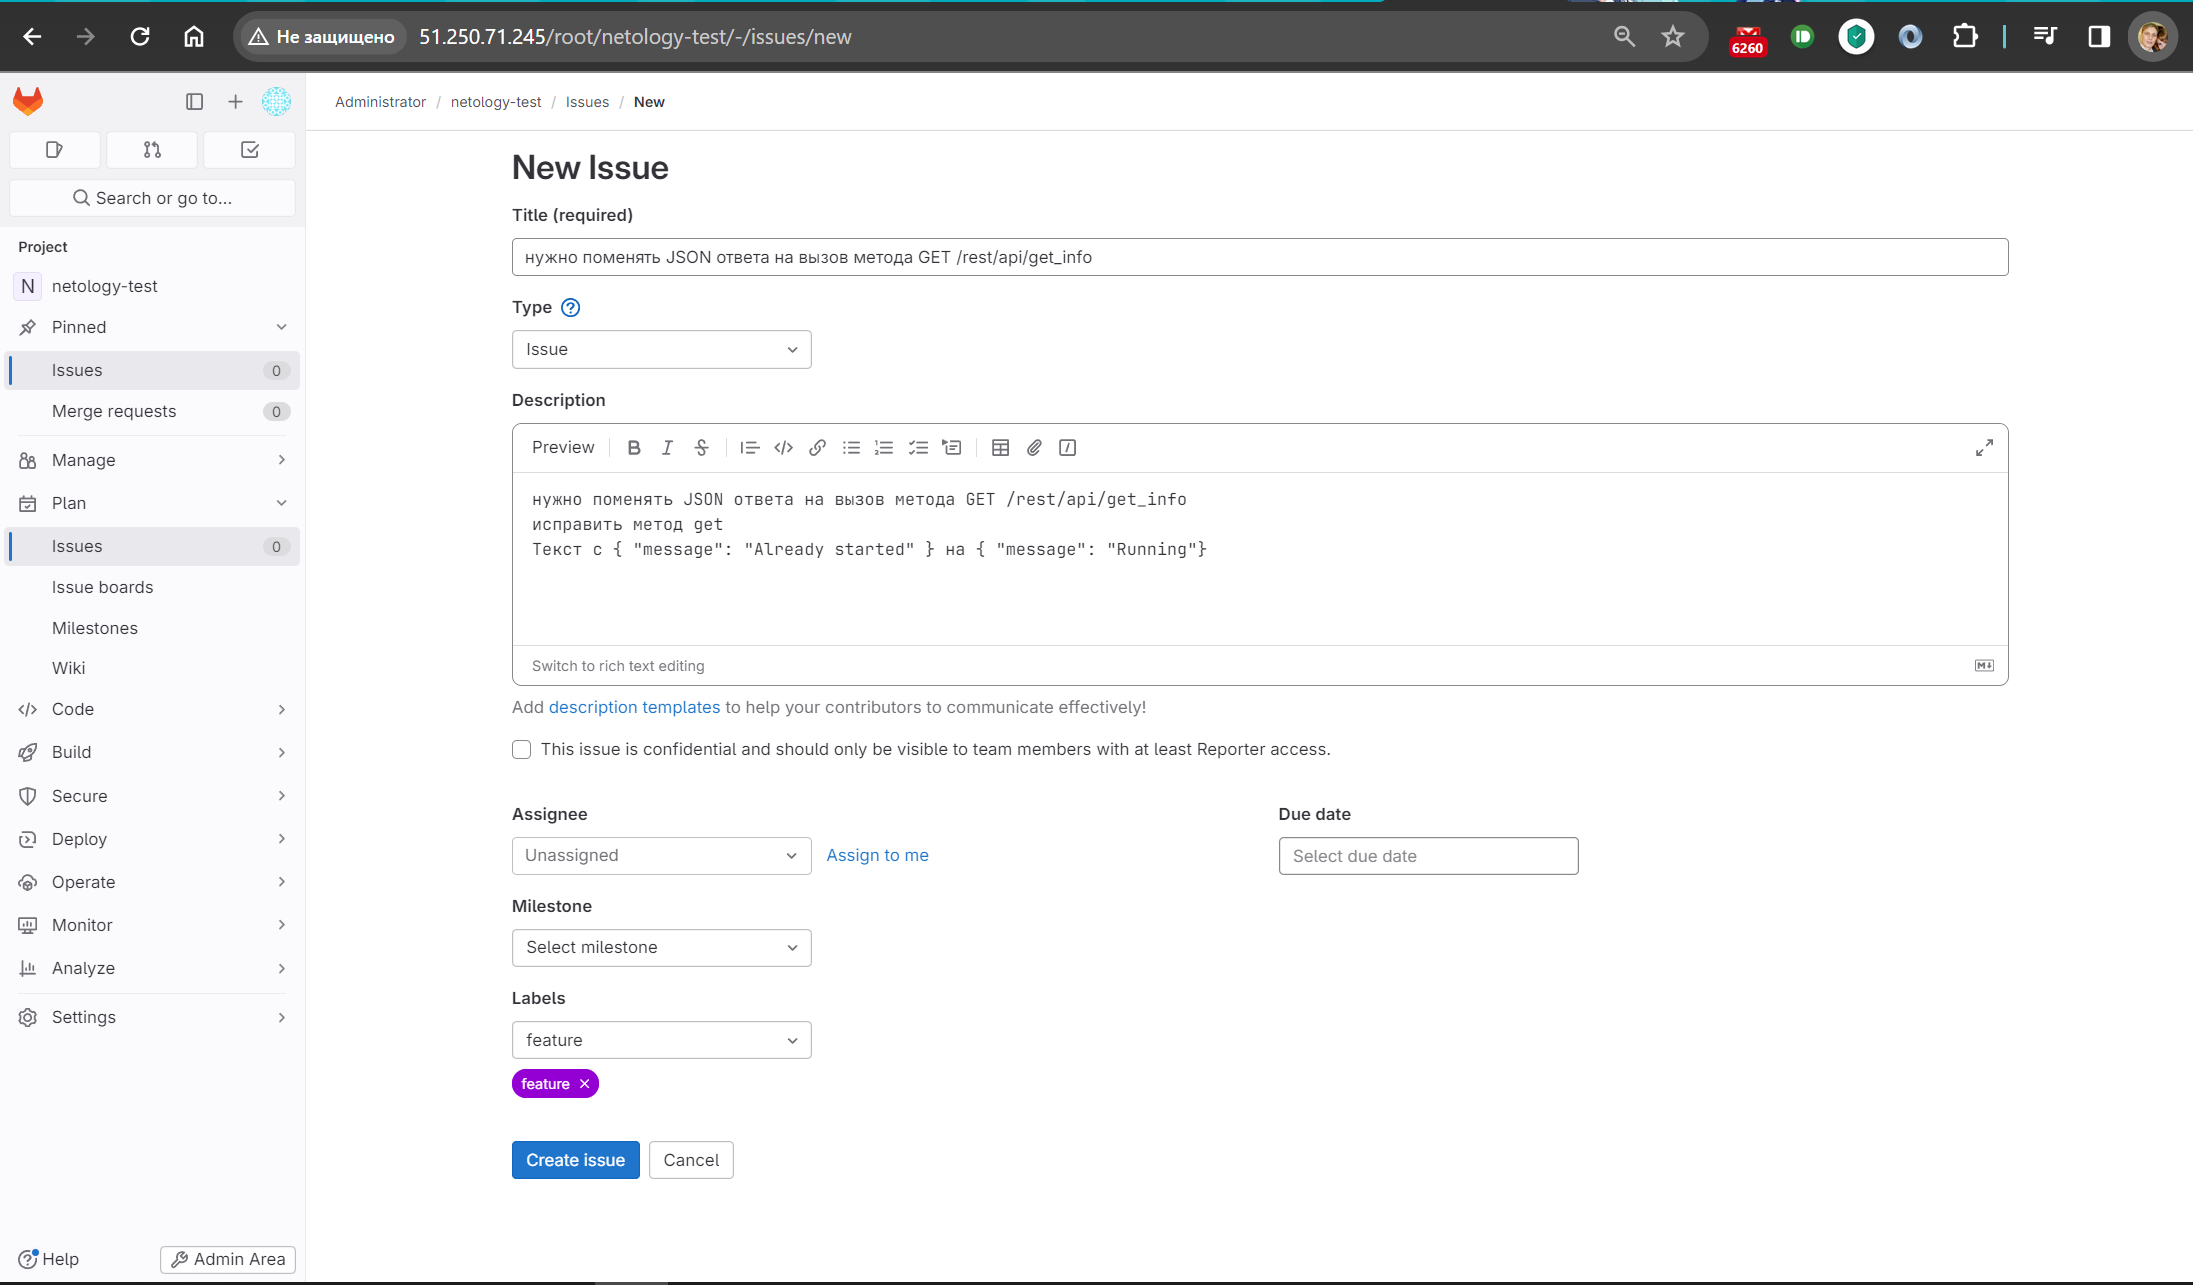 Не защищено 51.250.71.245/root/netology-test/-/issues/new
6260
Administrator / netology-test / Issues / New
Search or go to...
Project
N netology-test
Pinned
Issues 0
Merge requests 0
Manage
Plan
Issues 0
Issue boards
Milestones
Wiki
Code
Build
Secure
Deploy
Operate
Monitor
Analyze
Settings
Help
Admin Area
New Issue
Title (required)
нужно поменять JSON ответа на вызов метода GET /rest/api/get_info
Type
Issue
Description
Preview
нужно поменять JSON ответа на вызов метода GET /rest/api/get_info
исправить метод get
Текст с { "message": "Already started" } на { "message": "Running"}
Switch to rich text editing
Add description templates to help your contributors to communicate effectively!
This issue is confidential and should only be visible to team members with at least Reporter access.
Assignee
Unassigned Assign to me
Due date
Select due date
Milestone
Select milestone
Labels
feature
feature
Create issue Cancel